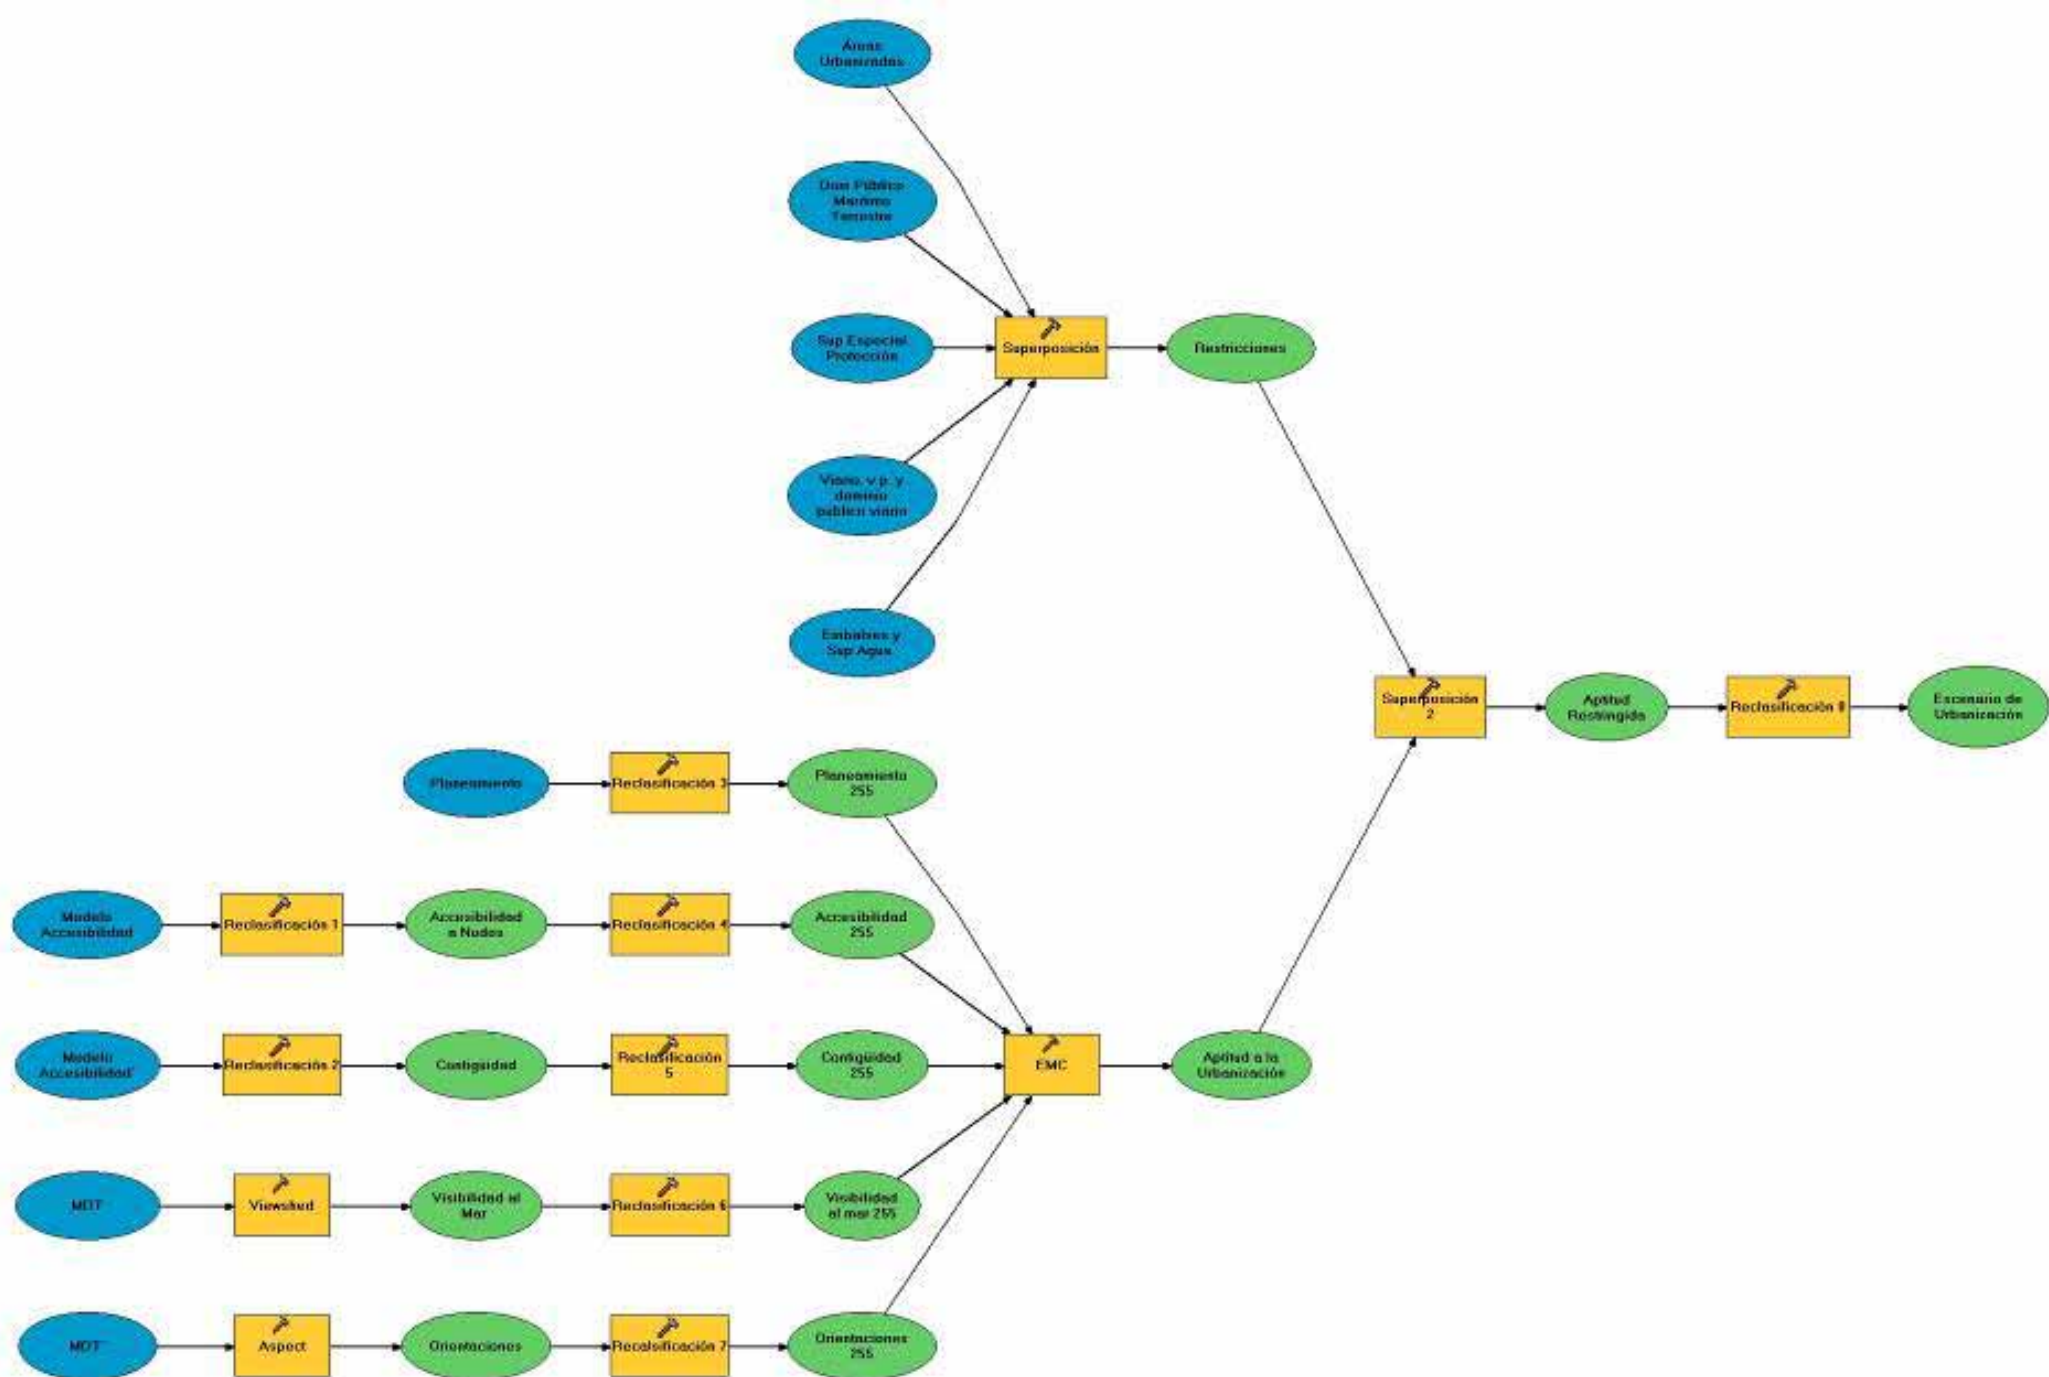 Áreas
Urbanizadas
Dom Público
Marítimo
Terrestre
Sup Especial
Protección
Superposición
Restricciones
Viario, v.p. y
dominio
publico viario
Embalses y
Sup Agua
Superposición
2
Aptitud
Restringida
Reclasificación 8
Escenario de
Urbanización
Planeamiento
Reclasificación 3
Planeamiento
255
Modelo
Accesibilidad
Reclasificación 1
Accesibilidad
a Nodos
Reclasificación 4
Accesibilidad
255
Modelo
Accesibilidad'
Reclasificación 2
Contigüidad
Reclasificación
5
Contigüidad
255
EMC
Aptitud a la
Urbanización
MDT
Viewshed
Visibilidad al
Mar
Reclasificación 6
Visibilidad
al mar 255
MDT'
Aspect
Orientaciones
Recalsificación 7
Orientaciones
255